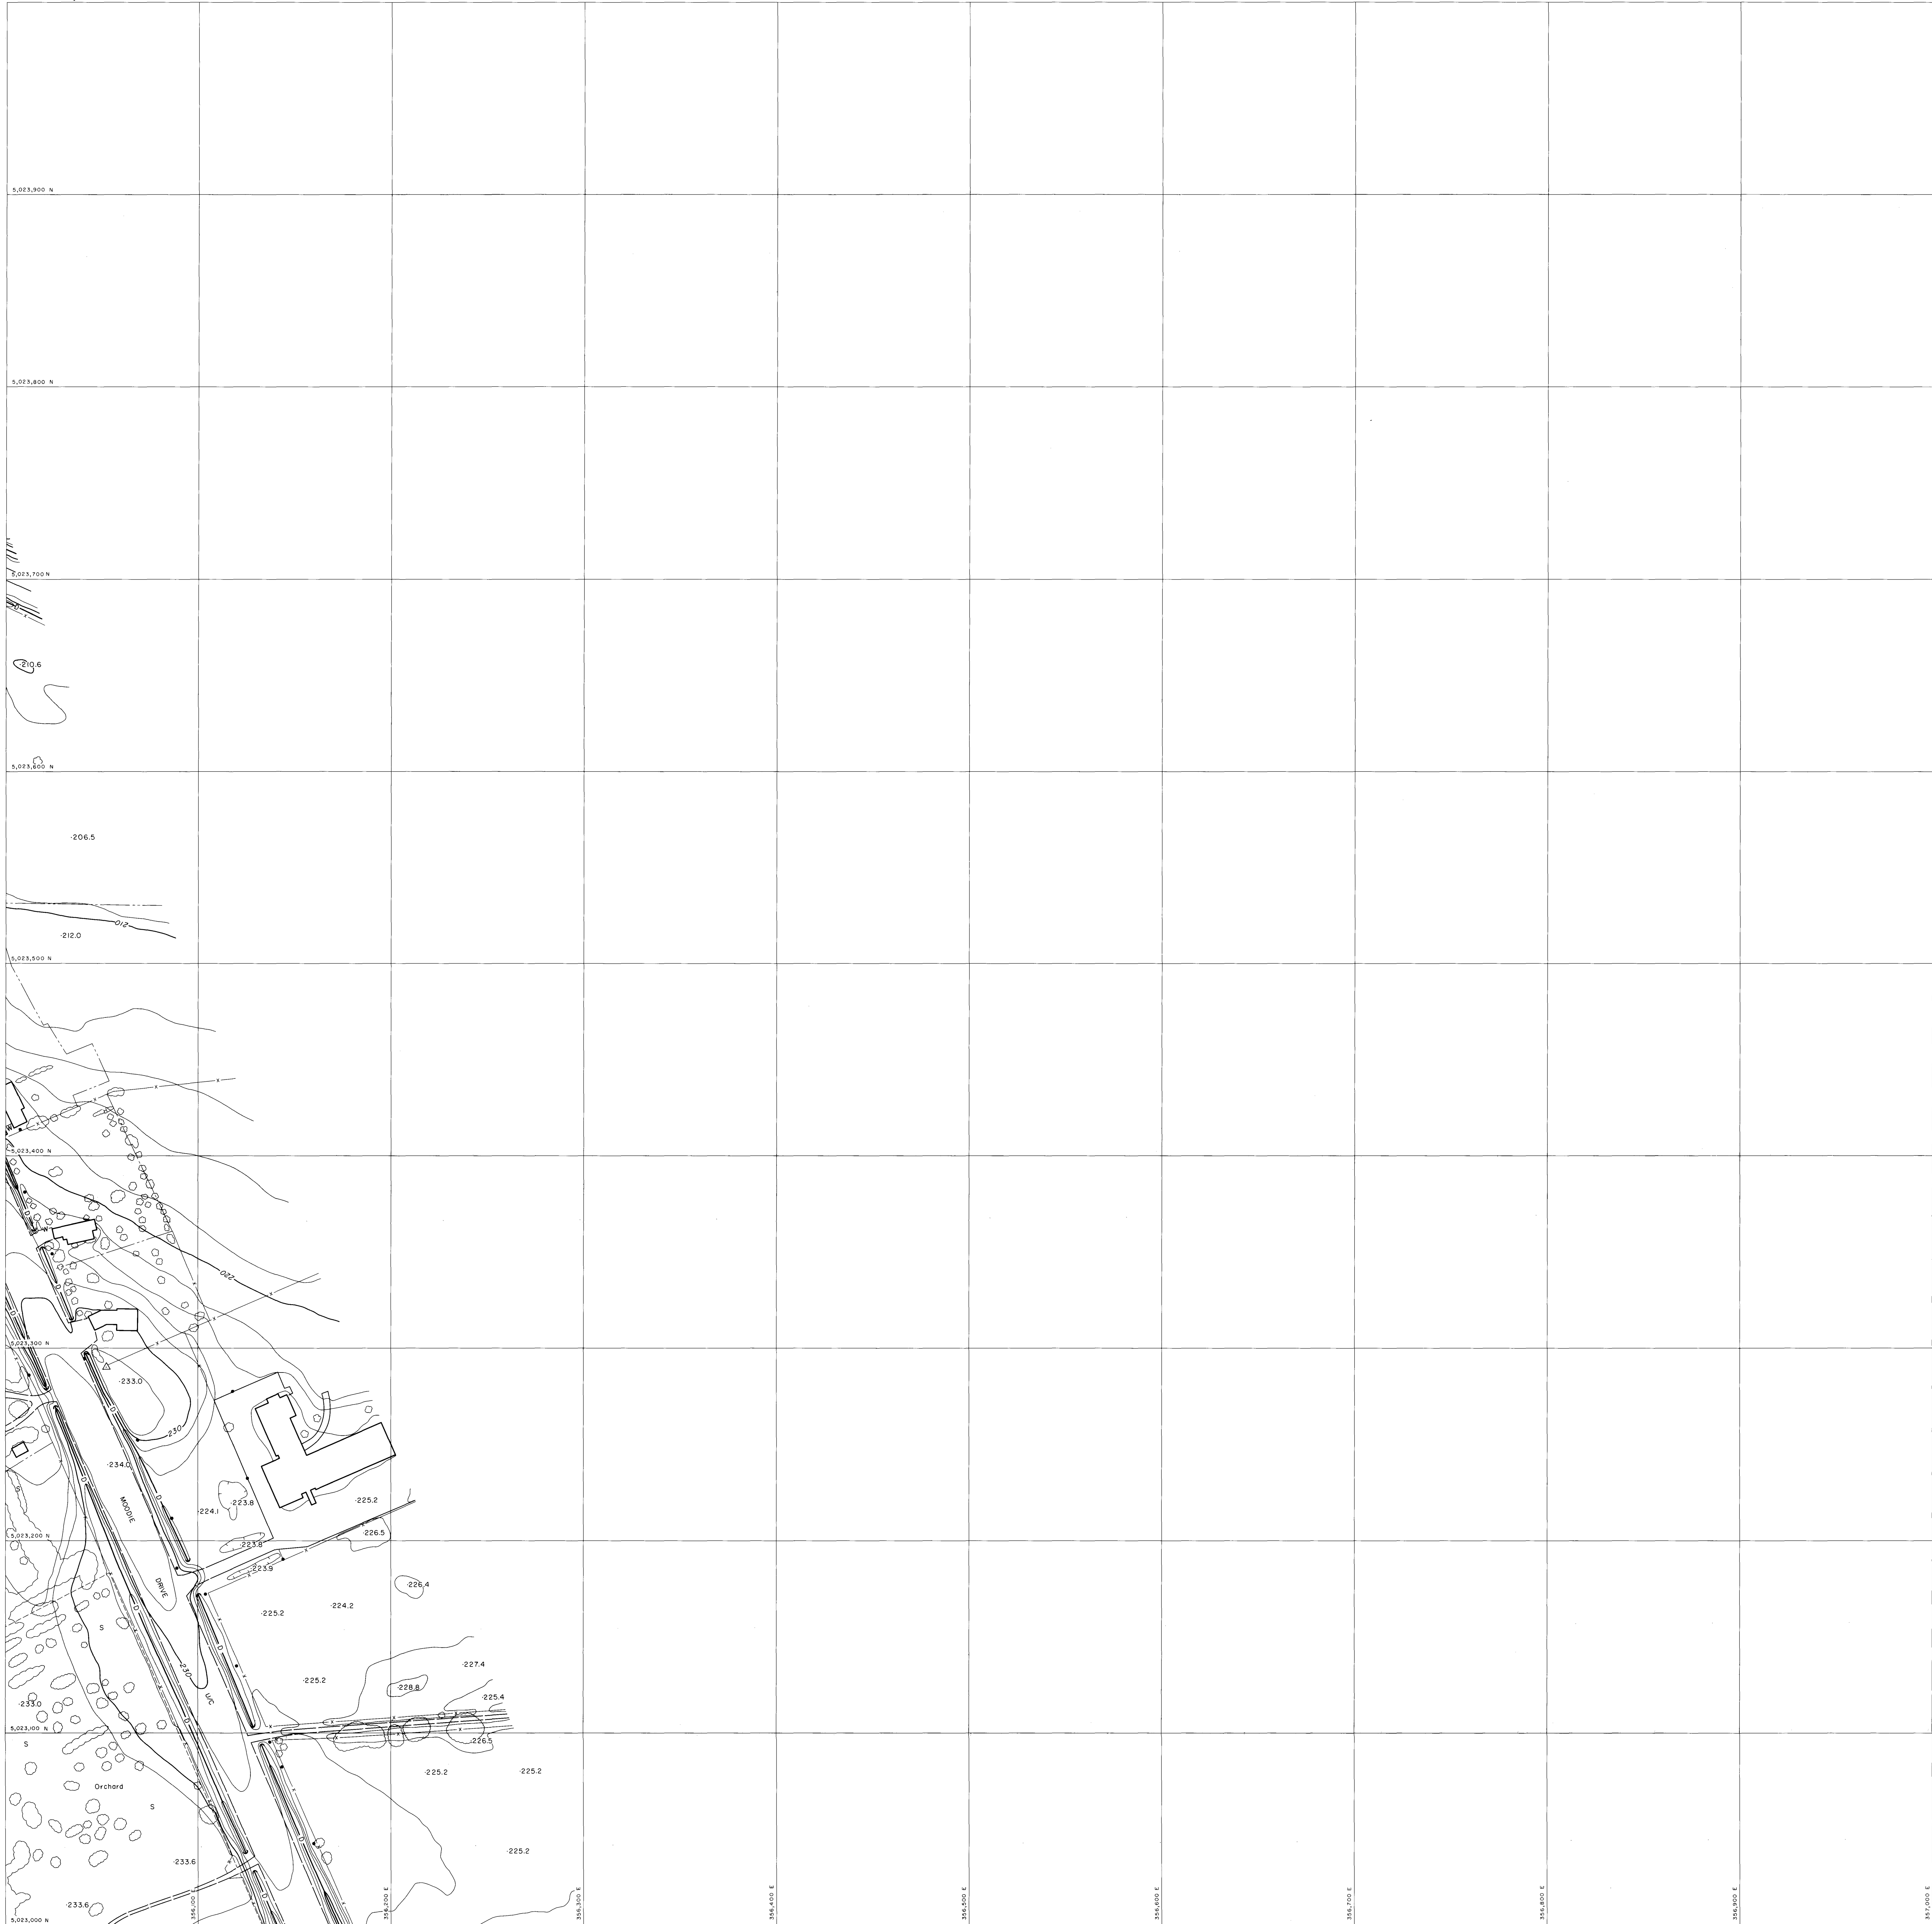 5,023,900 N
5,023,800 N
5,023,700 N
D
x
·210.6
5,023,600 N
·206.5
210
·212.0
5,023,500 N
x x
x
x
W
5,023,400 N
D
W
x
220
D
x
D
x
5,023,300 N
·233.0
D
230
·234.0
D
S
D
MOODIE
·223.8
·225.2
·224.1
·226.5
5,023,200 N
·223.8
·223.9
x
DRIVE
·226.4
D
·225.2
·224.2
S
D
x
·227.4
230
·225.2
·228.8
U/C
·225.4
·233.0
D
5,023,100 N
x x x x
·226.5
S
·225.2
·225.2
Orchard
S
D
·225.2
·233.6
D
·233.6
356,100 E
356,200 E
356,300 E
356,400 E
356,500 E
356,600 E
356,700 E
356,800 E
356,900 E
357,000 E
5,023,000 N